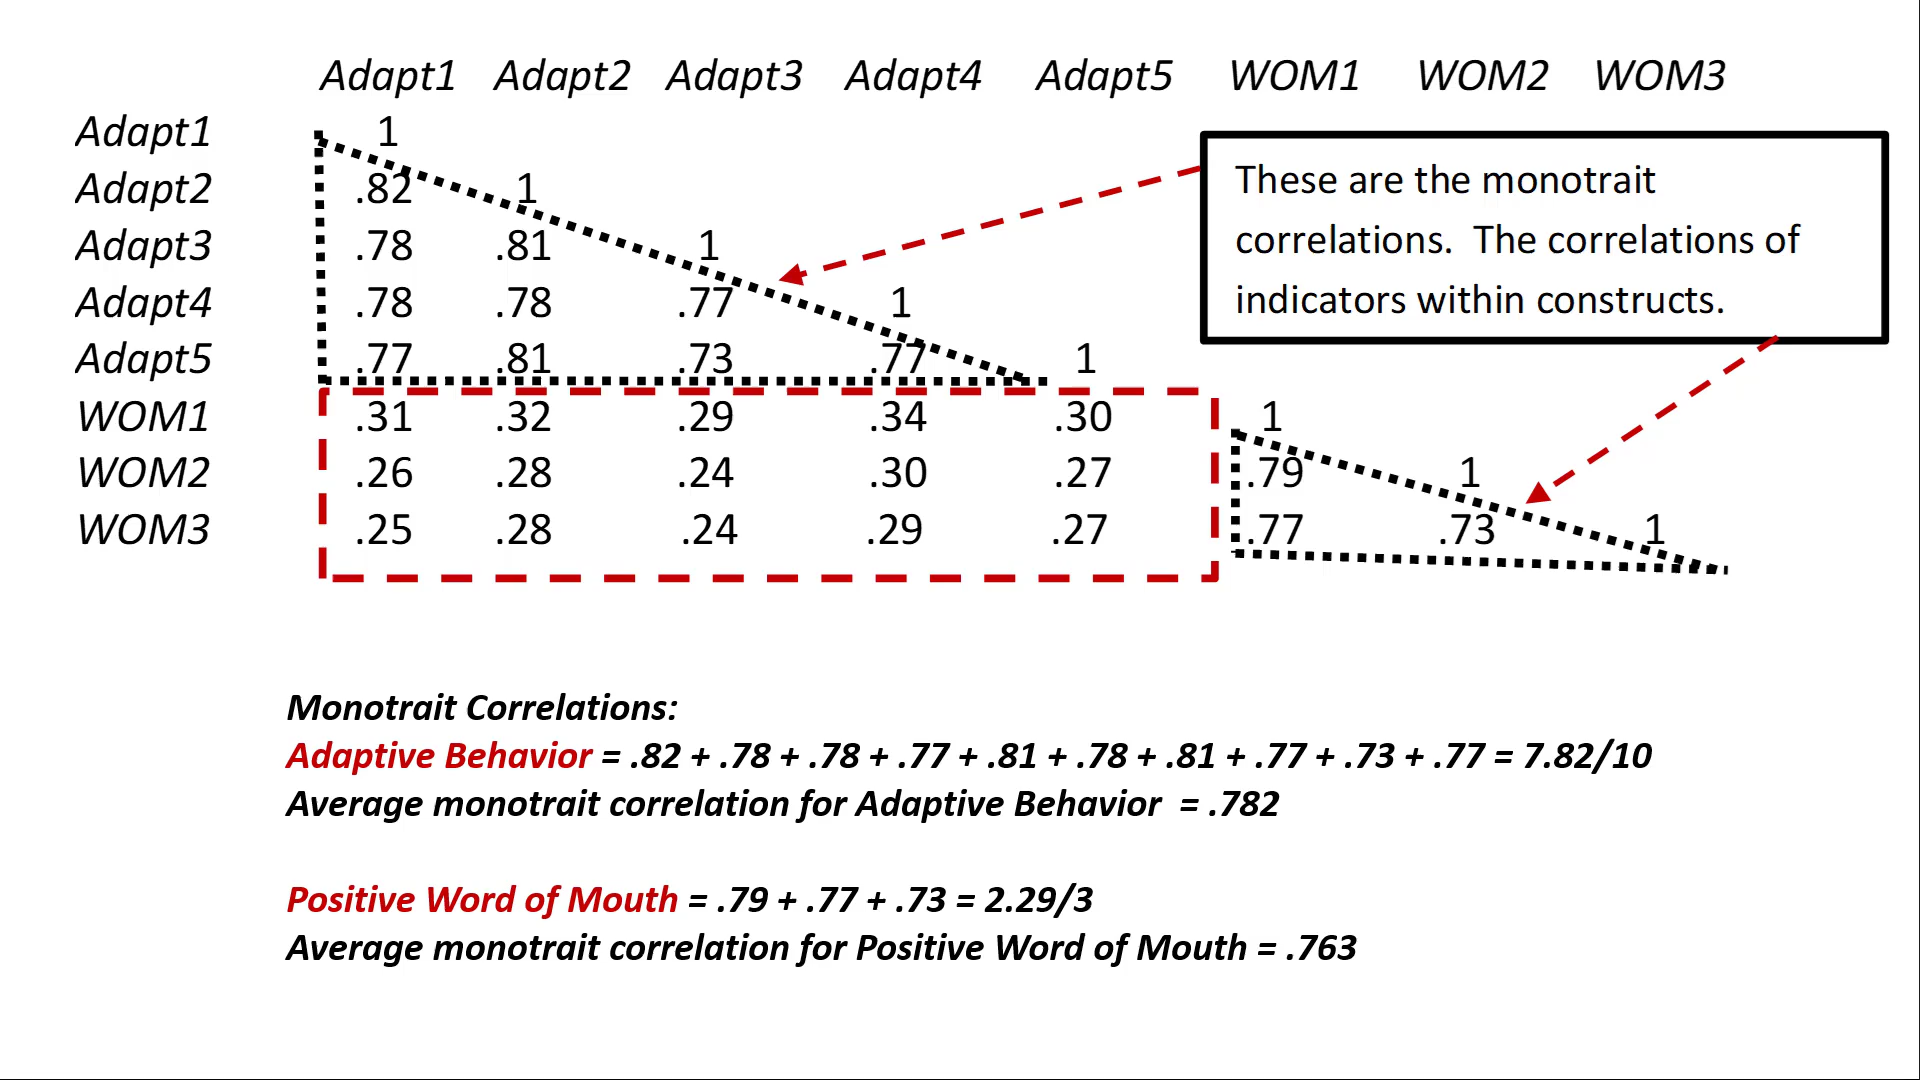 Adapt1 Adapt2 Adapt3 Adapt4 Adapt5 WOM1 WOM2 WOM3
Adapt1 1
Adapt2 .82 1
Adapt3 .78 .81 1
Adapt4 .78 .78 .77 1
Adapt5 .77 .81 .73 .77 1
WOM1 .31 .32 .29 .34 .30 1
WOM2 .26 .28 .24 .30 .27 .79 1
WOM3 .25 .28 .24 .29 .27 .77 .73 1
These are the monotrait
correlations. The correlations of
indicators within constructs.
Monotrait Correlations:
Adaptive Behavior = .82 + .78 + .78 + .77 + .81 + .78 + .81 + .77 + .73 + .77 = 7.82/10
Average monotrait correlation for Adaptive Behavior = .782
Positive Word of Mouth = .79 + .77 + .73 = 2.29/3
Average monotrait correlation for Positive Word of Mouth = .763